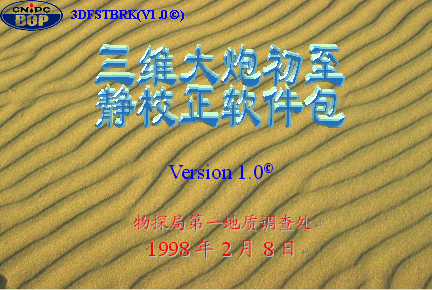 CNPC
BGP
3DFSTBRK(V1.0©)
三维大炮初至
静校正软件包
Version 1.0©
物探局第一地质调查处
1998 年 2 月 8 日